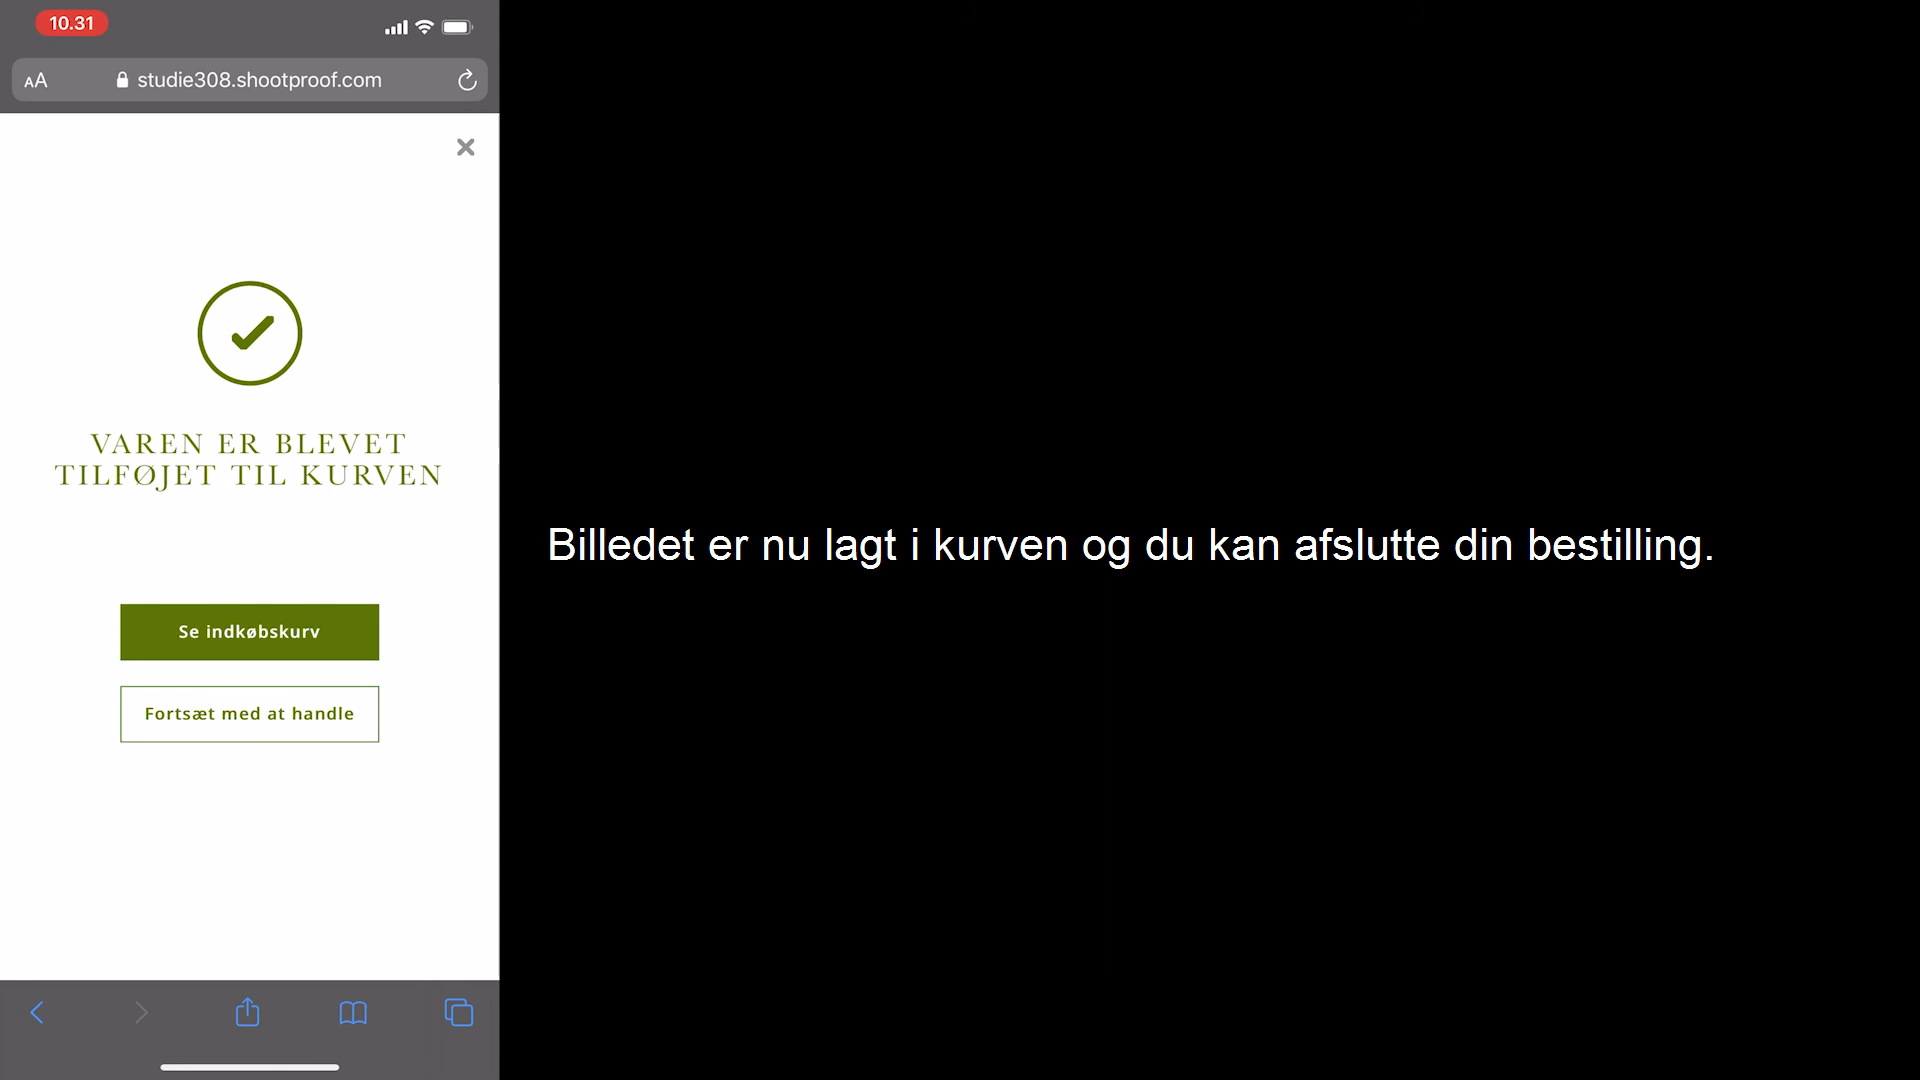 10.31
AA
studie308.shootproof.com
VAREN ER BLEVET
TILFØJET TIL KURVEN
Billedet er nu lagt i kurven og du kan afslutte din bestilling.
Se indkøbskurv
Fortsæt med at handle